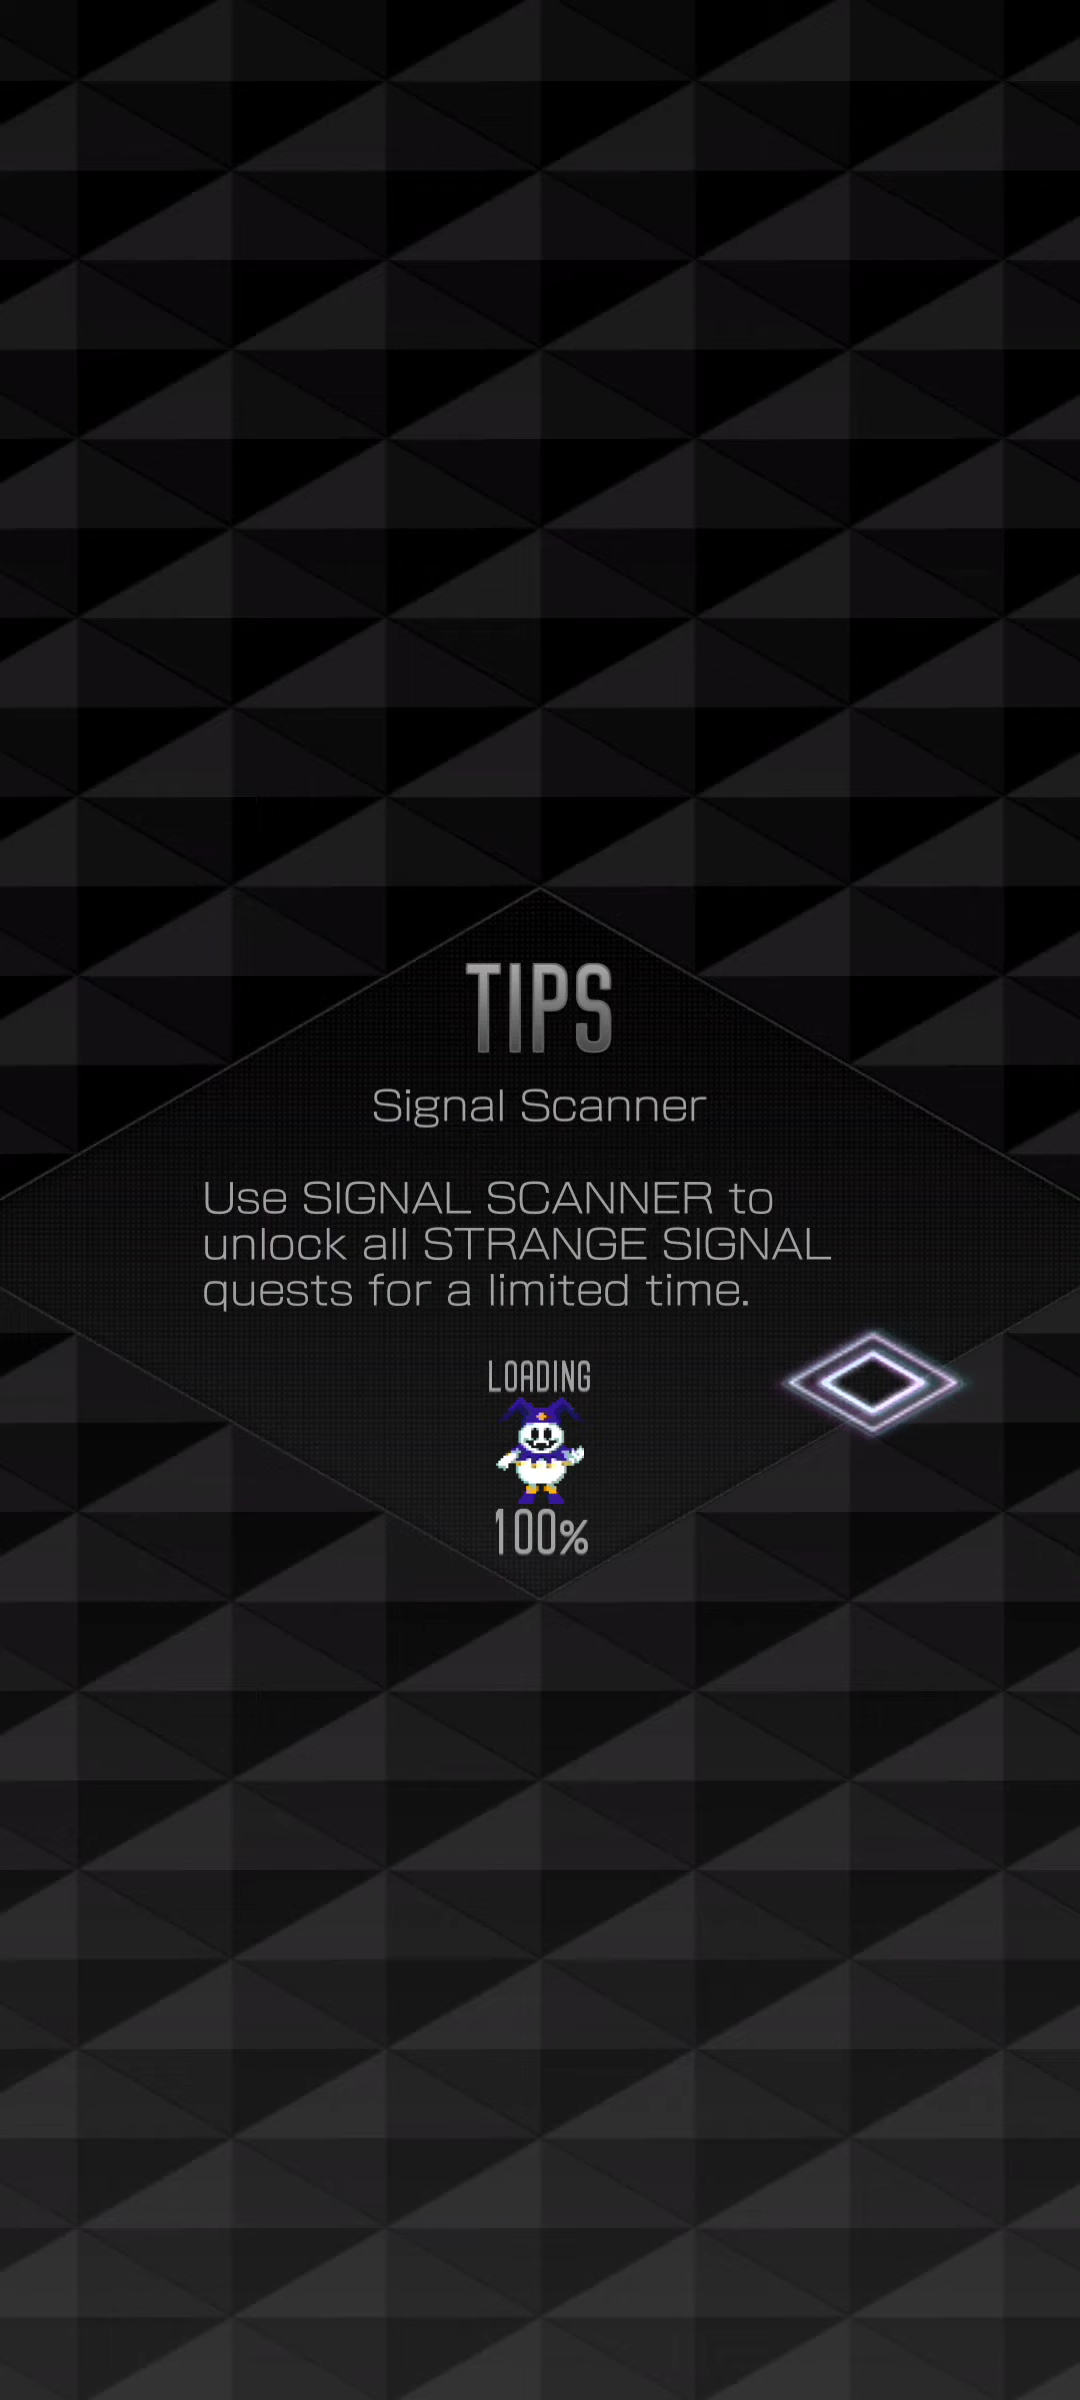 TIPS
Signal Scanner
Use SIGNAL SCANNER to
unlock all STRANGE SIGNAL
quests for a limited time.
LOADING
100%